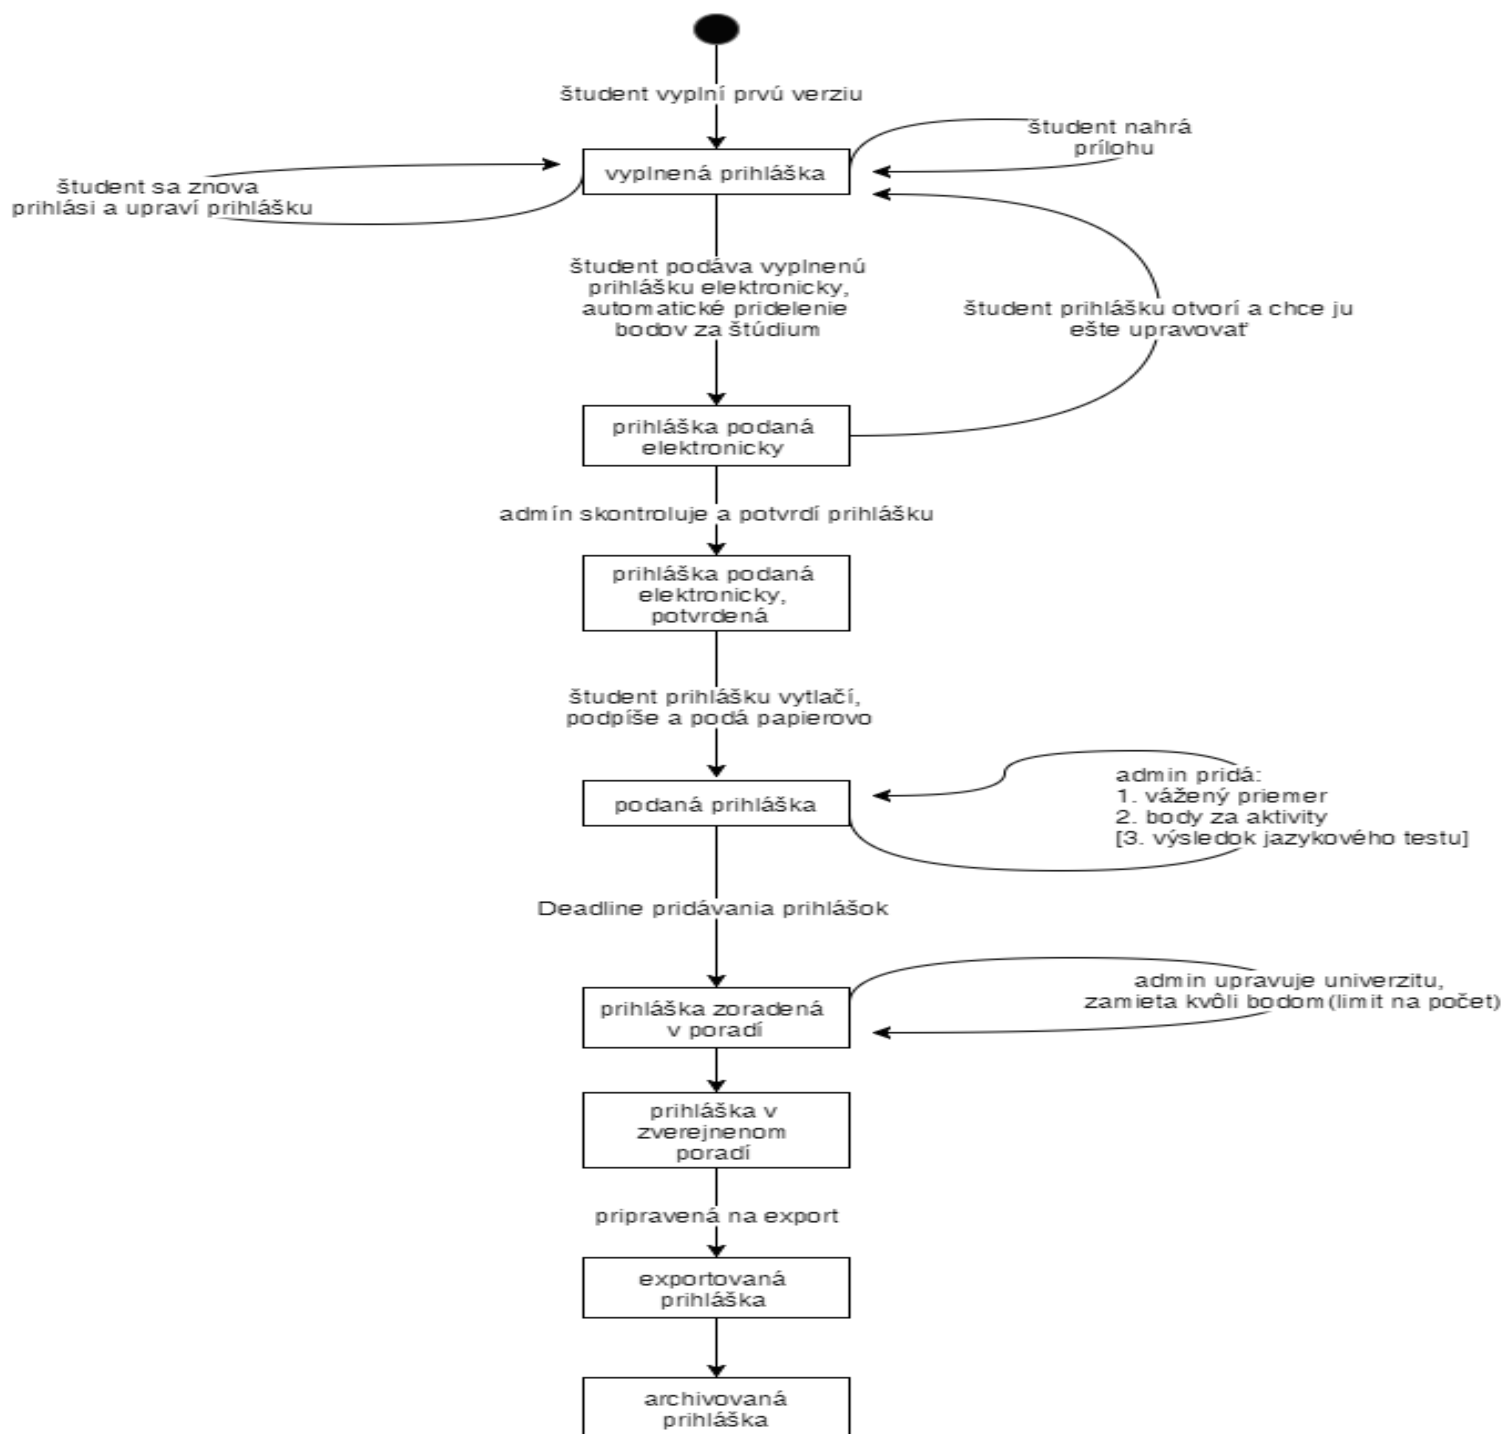 študent vyplní prvú verziu
študent nahrá
prílohu
vyplnená prihláška
študent sa znova
prihlási a upraví prihlášku
študent podáva vyplnenú
prihlášku elektronicky,
automatické pridelenie
bodov za štúdium
študent prihlášku otvorí a chce ju
ešte upravovať
prihláška podaná
elektronicky
admín skontroluje a potvrdí prihlášku
prihláška podaná
elektronicky,
potvrdená
študent prihlášku vytlačí,
podpíše a podá papierovo
podaná prihláška
admin pridá:
1. vážený priemer
2. body za aktivity
[3. výsledok jazykového testu]
Deadline pridávania prihlášok
prihláška zoradená
v poradí
admin upravuje univerzitu,
zamieta kvôli bodom(limit na počet)
prihláška v
zverejnenom
poradí
pripravená na export
exportovaná
prihláška
archivovaná
prihláška